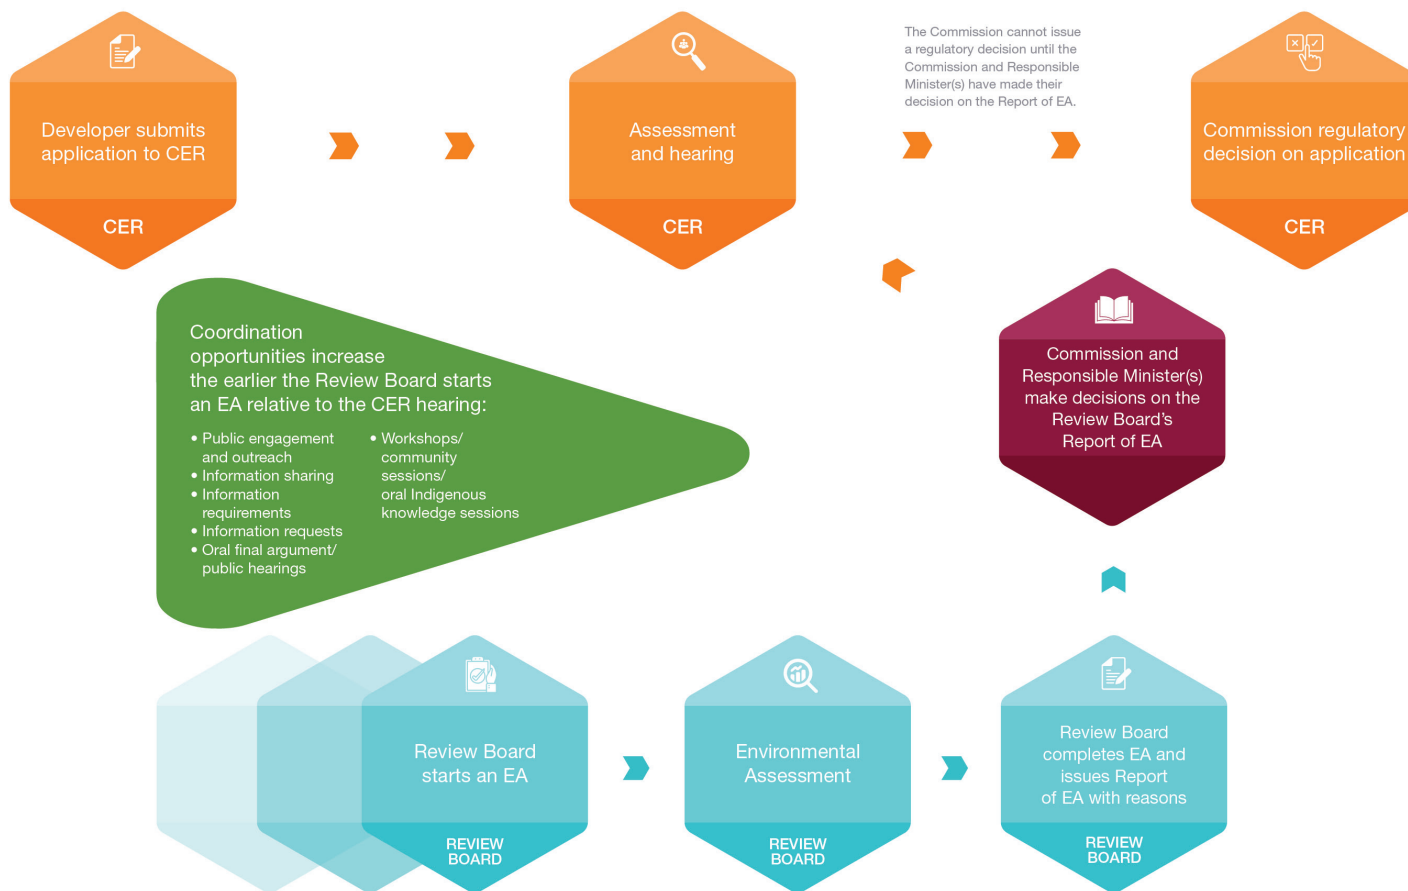 Developer submits
application to CER
CER
Assessment
and hearing
CER
The Commission cannot issue
a regulatory decision until the
Commission and Responsible
Minister(s) have made their
decision on the Report of EA.
Commission regulatory
decision on application
CER
Coordination
opportunities increase
the earlier the Review Board starts
an EA relative to the CER hearing:
• Public engagement
and outreach
• Information sharing
• Information
requirements
• Information requests
• Oral final argument/
public hearings
• Workshops/
community
sessions/
oral Indigenous
knowledge sessions
Commission and
Responsible Minister(s)
make decisions on the
Review Board’s
Report of EA
Review Board
starts an EA
REVIEW
BOARD
Environmental
Assessment
REVIEW
BOARD
Review Board
completes EA and
issues Report
of EA with reasons
REVIEW
BOARD